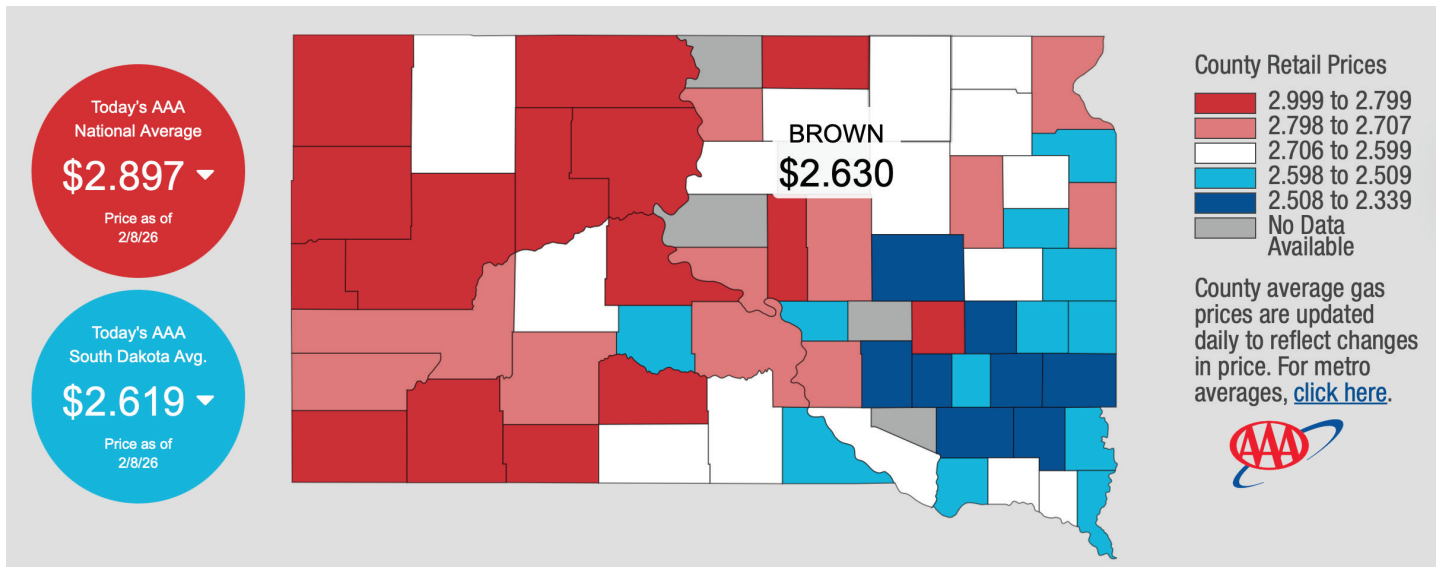 Today's AAA
National Average
$2.897
Price as of
2/8/26
Today's AAA
South Dakota Avg.
$2.619
Price as of
2/8/26
BROWN
$2.630
County Retail Prices
2.999 to 2.799
2.798 to 2.707
2.706 to 2.599
2.598 to 2.509
2.508 to 2.339
No Data
Available
County average gas
prices are updated
daily to reflect changes
in price. For metro
averages, click here.
AAA